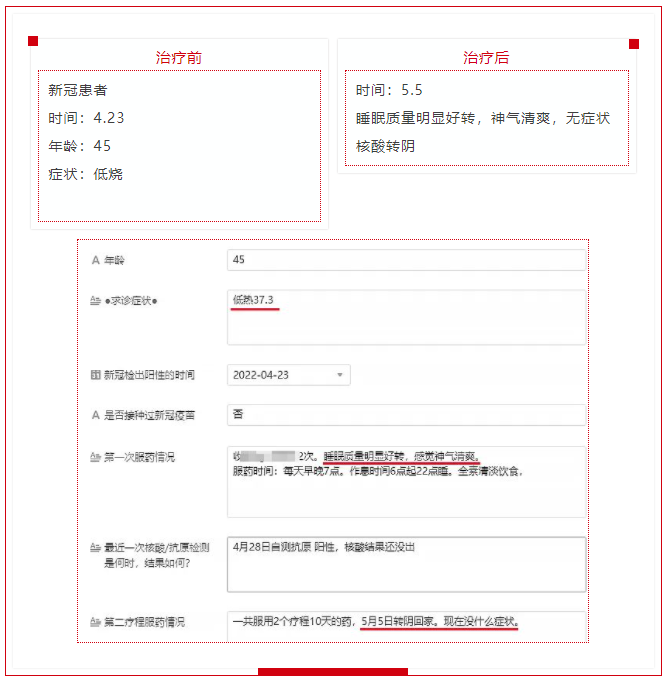 治疗前
新冠患者
时间：4.23
年龄：45
症状：低烧
治疗后
时间：5.5
睡眠质量明显好转，神气清爽，无症状
核酸转阴
A 年龄
45
●求诊症状●
低热37.3
新冠检出阳性的时间
2022-04-23
A 是否接种过新冠疫苗
否
第一次服药情况
2次。睡眠质量明显好转，感觉神气清爽。
服药时间：每天早晚7点。作息时间6点起22点睡。全素清淡饮食，
最近一次核酸/抗原检测
是何时，结果如何？
4月28日自测抗原 阳性，核酸结果还没出
第二疗程服药情况
一共服用2个疗程10天的药，5月5日转阴回家。现在没什么症状。